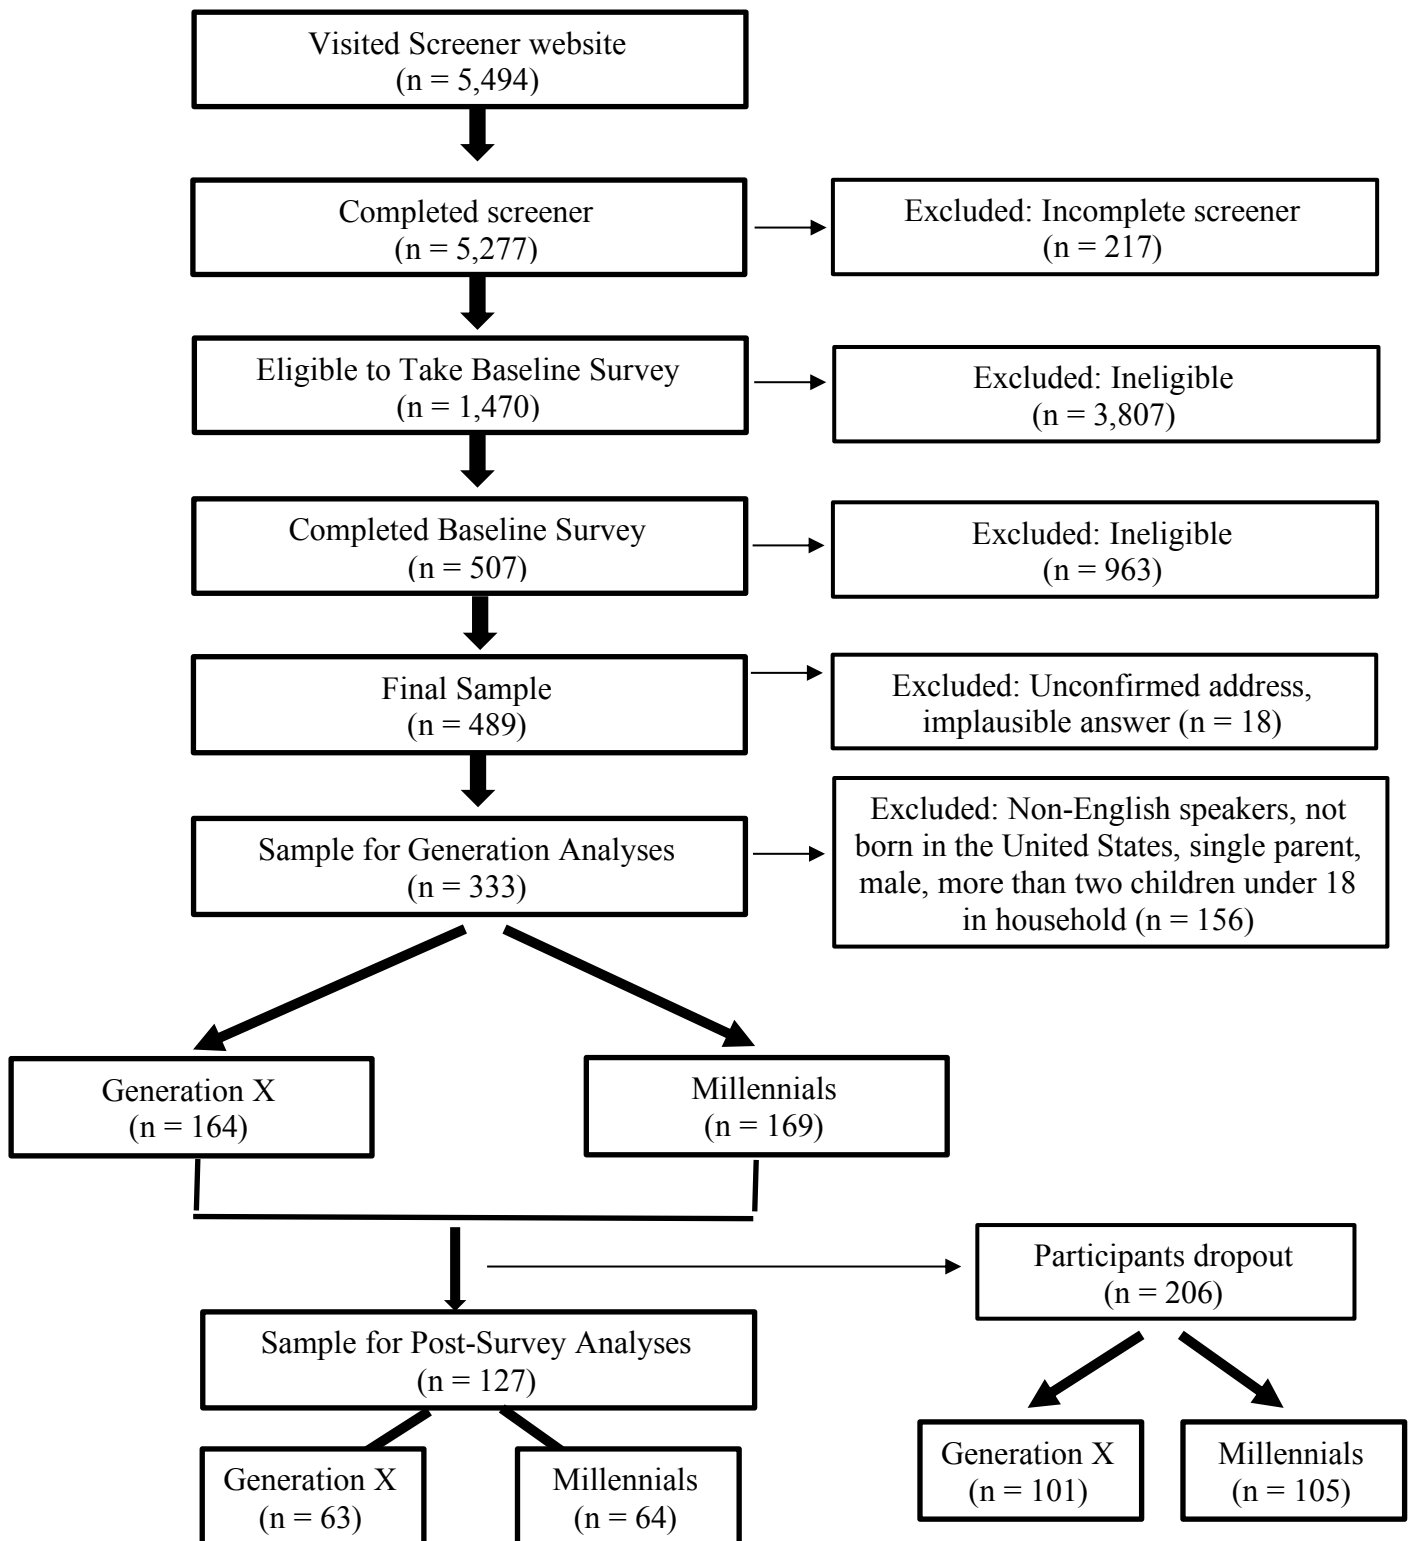 Visited Screener website
(n = 5,494)
Completed screener
(n = 5,277)
Excluded: Incomplete screener
(n = 217)
Eligible to Take Baseline Survey
(n = 1,470)
Excluded: Ineligible
(n = 3,807)
Completed Baseline Survey
(n = 507)
Excluded: Ineligible
(n = 963)
Final Sample
(n = 489)
Excluded: Unconfirmed address,
implausible answer (n = 18)
Sample for Generation Analyses
(n = 333)
Excluded: Non-English speakers, not
born in the United States, single parent,
male, more than two children under 18
in household (n = 156)
Generation X
(n = 164)
Millennials
(n = 169)
Participants dropout
(n = 206)
Sample for Post-Survey Analyses
(n = 127)
Generation X
(n = 63)
Millennials
(n = 64)
Generation X
(n = 101)
Millennials
(n = 105)